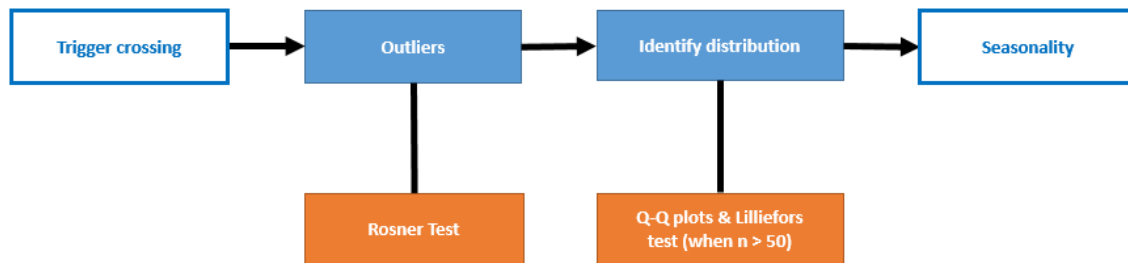 Trigger crossing
Outliers
Identify distribution
Seasonality
Rosner Test
Q-Q plots & Lilliefors
test (when n > 50)